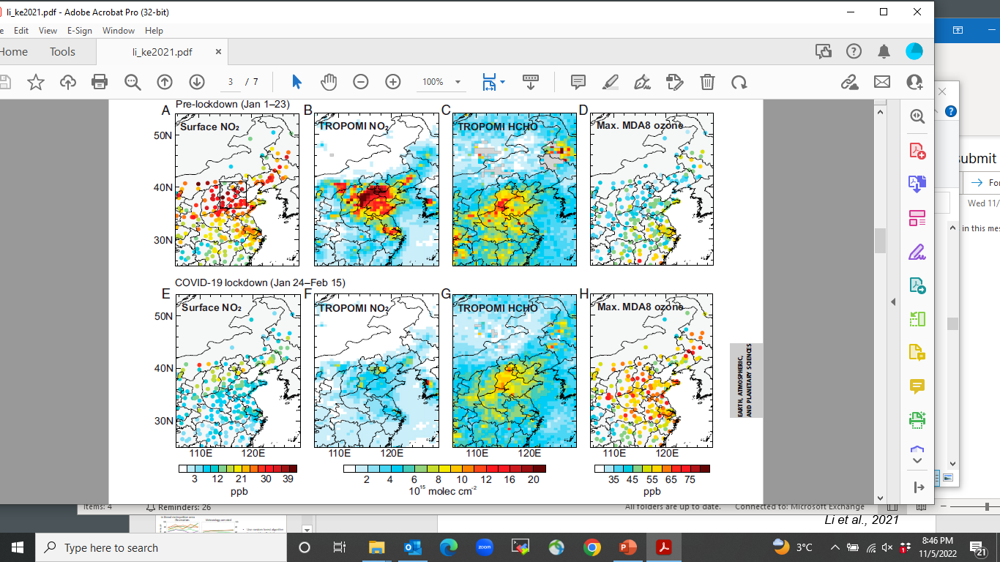 li_ke2021.pdf - Adobe Acrobat Pro (32-bit)
Edit View E-Sign Window Help
Home Tools li_ke2021.pdf ×
3 / 7 100%
Pre-lockdown (Jan 1–23)
A B C D
Surface NO₂ TROPOMI NO₂ TROPOMI HCHO Max. MDA8 ozone
50N
40N
30N
COVID-19 lockdown (Jan 24–Feb 15)
E F G H
Surface NO₂ TROPOMI NO₂ TROPOMI HCHO Max. MDA8 ozone
50N
40N
30N
110E 120E 110E 120E 110E 120E 110E 120E
3 12 21 30 39
ppb
2 4 6 8 10 12 16 20
10¹⁵ molec cm⁻²
35 45 55 65 75
ppb
EARTH, ATMOSPHERIC,
AND PLANETARY SCIENCES
submit
Fo
Wed 11/
in this mes
Items: 4 Reminders: 26 All folders are up to date. Connected to: Microsoft Exchange
Li et al., 2021
Type here to search
zoom
3°C
8:46 PM
11/5/2022
21